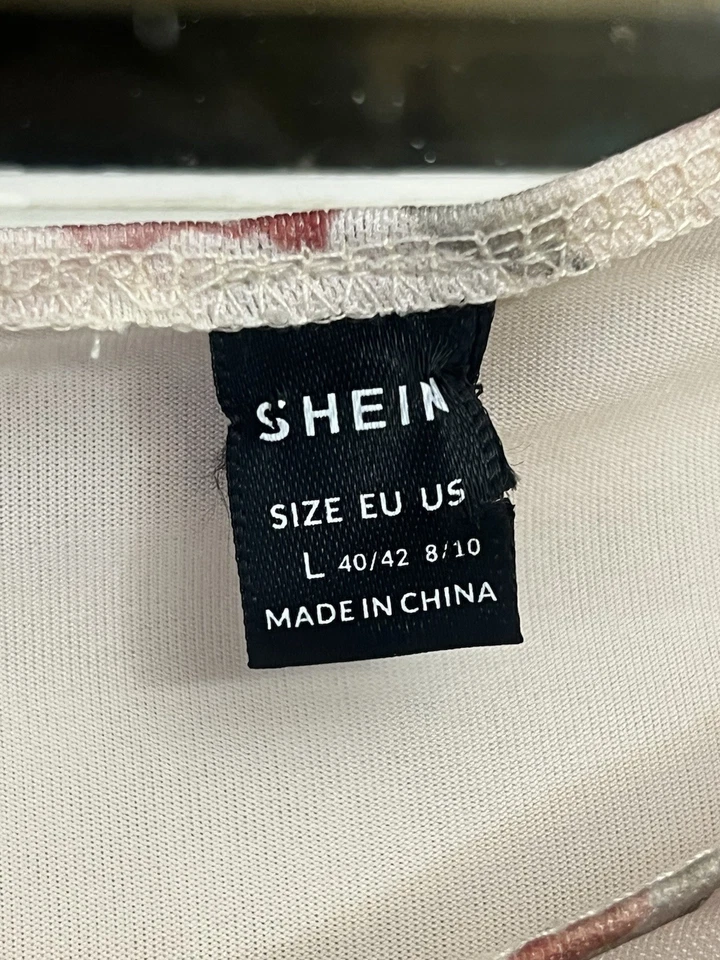 SHEIN
SIZE EU US
L 40/42 8/10
MADE IN CHINA